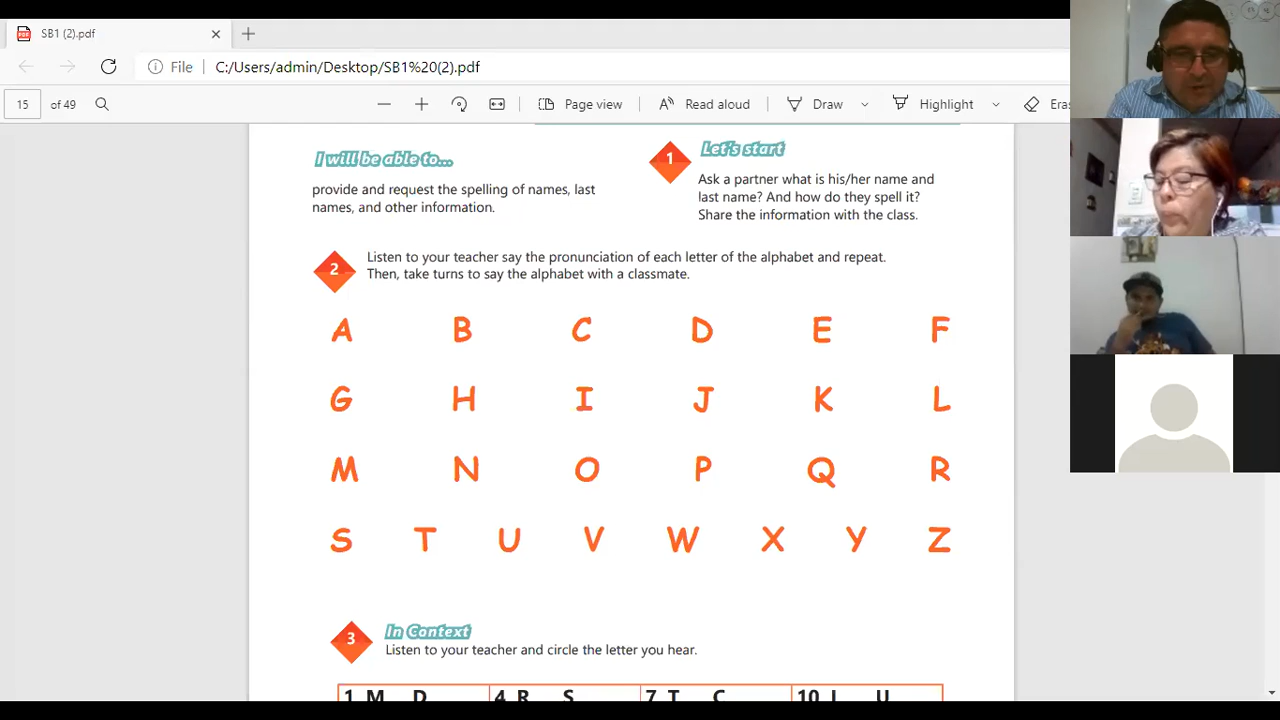 SB1 (2).pdf
File C:/Users/admin/Desktop/SB1%20(2).pdf
15 of 49 Page view Read aloud Draw Highlight Eras
I will be able to...
provide and request the spelling of names, last
names, and other information.
1 Let's start
Ask a partner what is his/her name and
last name? And how do they spell it?
Share the information with the class.
2 Listen to your teacher say the pronunciation of each letter of the alphabet and repeat.
Then, take turns to say the alphabet with a classmate.
A B C D E F
G H I J K L
M N O P Q R
S T U V W X Y Z
3 In Context
Listen to your teacher and circle the letter you hear.
1 M D 4 R S 7 T C 10 U